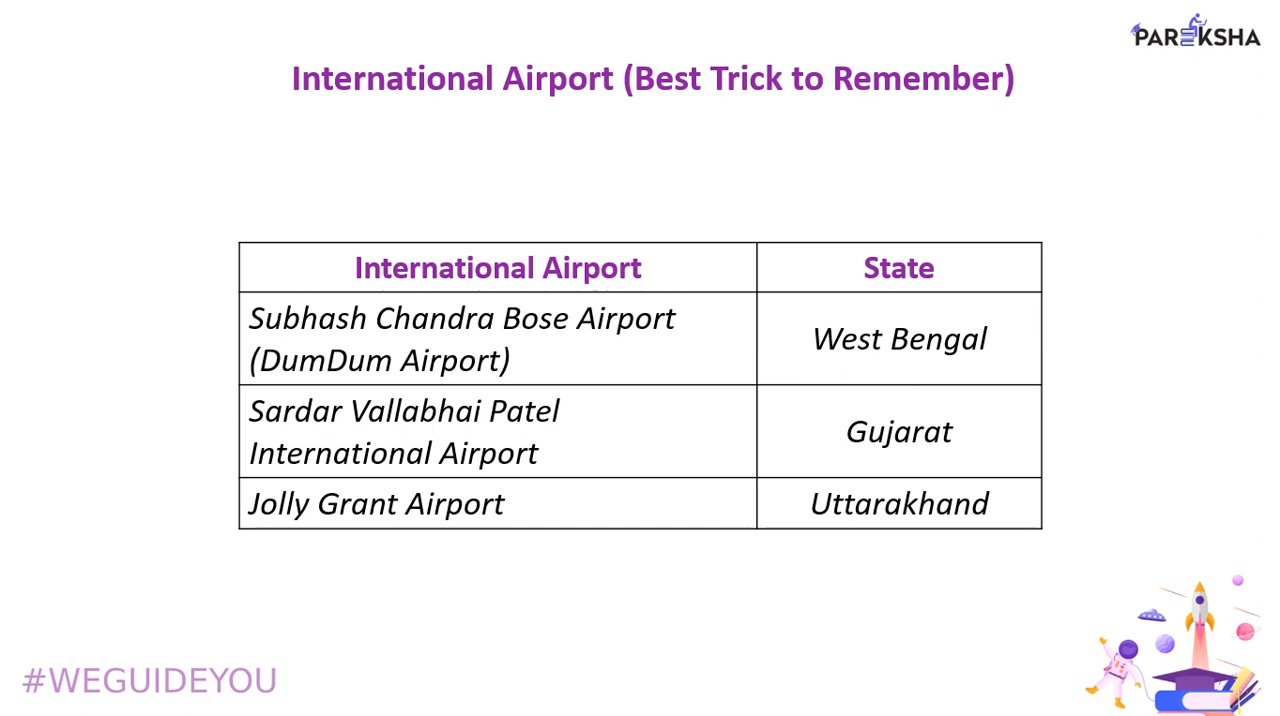 PAREKSHA
International Airport (Best Trick to Remember)
International Airport State
Subhash Chandra Bose Airport
(DumDum Airport)
West Bengal
Sardar Vallabhai Patel
International Airport
Gujarat
Jolly Grant Airport Uttarakhand
#WEGUIDEYOU